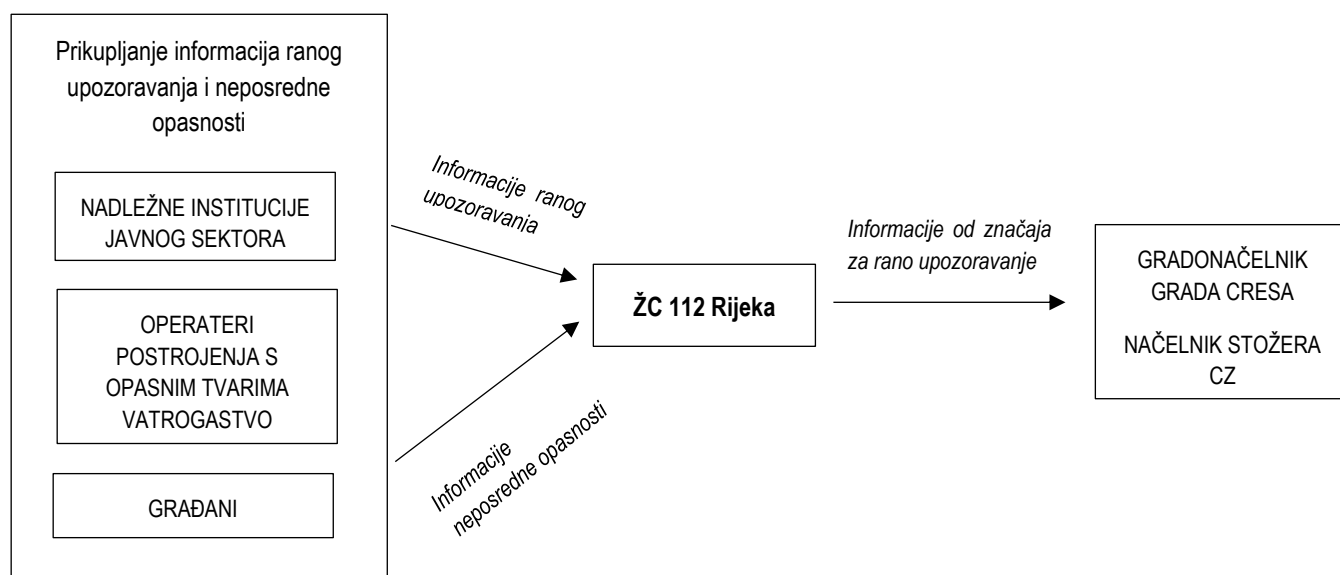 Prikupljanje informacija ranog
upozoravanja i neposredne
opasnosti
NADLEŽNE INSTITUCIJE
JAVNOG SEKTORA
OPERATERI
POSTROJENJA S
OPASNIM TVARIMA
VATROGASTVO
GRAĐANI
Informacije ranog
upozoravanja
Informacije
neposredne opasnosti
ŽC 112 Rijeka
Informacije od značaja
za rano upozoravanje
GRADONAČELNIK
GRADA CRESA
NAČELNIK STOŽERA
CZ